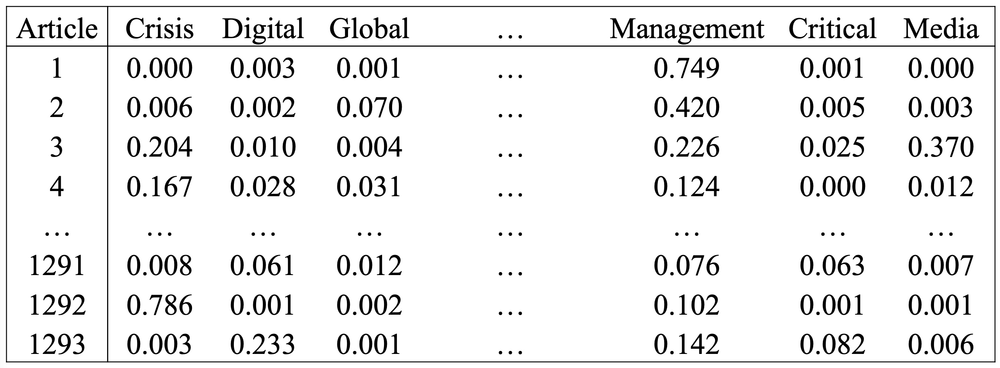 Article Crisis Digital Global … Management Critical Media
1 0.000 0.003 0.001 … 0.749 0.001 0.000
2 0.006 0.002 0.070 … 0.420 0.005 0.003
3 0.204 0.010 0.004 … 0.226 0.025 0.370
4 0.167 0.028 0.031 … 0.124 0.000 0.012
… … … … … … … …
1291 0.008 0.061 0.012 … 0.076 0.063 0.007
1292 0.786 0.001 0.002 … 0.102 0.001 0.001
1293 0.003 0.233 0.001 … 0.142 0.082 0.006